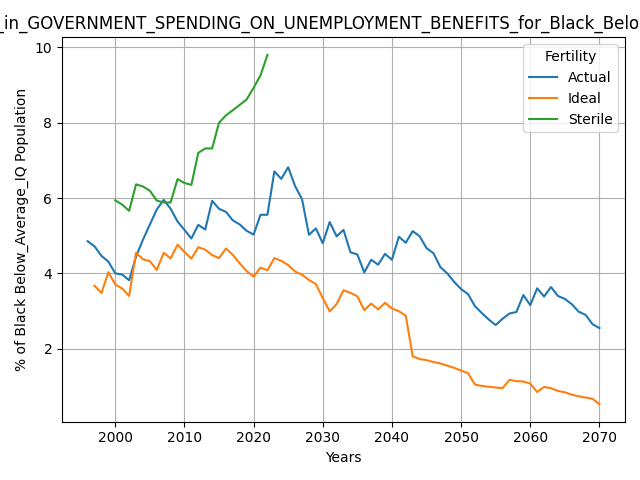 _in_GOVERNMENT_SPENDING_ON_UNEMPLOYMENT_BENEFITS_for_Black_Belo
Fertility
Actual
Ideal
Sterile
% of Black Below_Average_IQ Population
10
8
6
4
2
2000 2010 2020 2030 2040 2050 2060 2070
Years